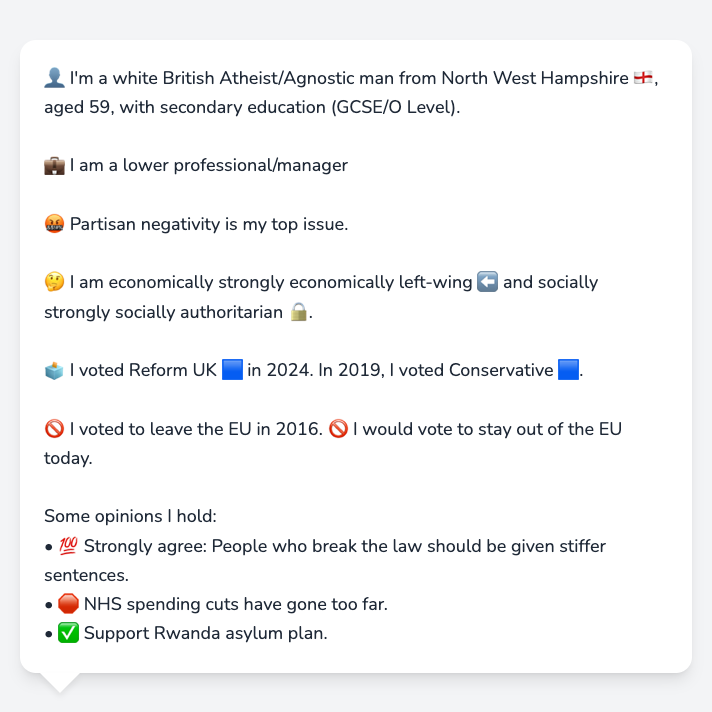 👤 I'm a white British Atheist/Agnostic man from North West Hampshire 🏴󠁧󠁢󠁥󠁮󠁧󠁿,
aged 59, with secondary education (GCSE/O Level).
💼 I am a lower professional/manager
🤬 Partisan negativity is my top issue.
🤔 I am economically strongly economically left-wing ⬅️ and socially
strongly socially authoritarian 🔒.
🗳️ I voted Reform UK 🟦 in 2024. In 2019, I voted Conservative 🟦.
🚫 I voted to leave the EU in 2016. 🚫 I would vote to stay out of the EU
today.
Some opinions I hold:
• 💯 Strongly agree: People who break the law should be given stiffer
sentences.
• 🛑 NHS spending cuts have gone too far.
• ✅ Support Rwanda asylum plan.